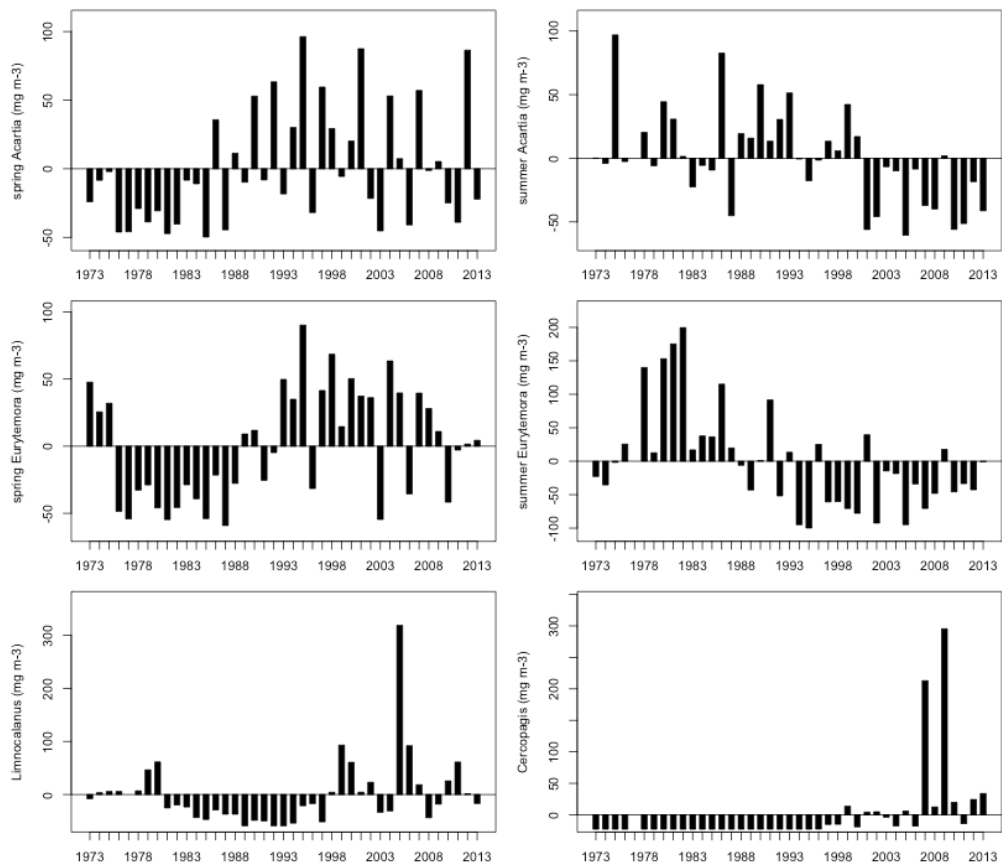 spring Acartia (mg m-3)
100
50
0
-50
1973 1978 1983 1988 1993 1998 2003 2008 2013
summer Acartia (mg m-3)
100
50
0
-50
1973 1978 1983 1988 1993 1998 2003 2008 2013
spring Eurytemora (mg m-3)
100
50
0
-50
1973 1978 1983 1988 1993 1998 2003 2008 2013
summer Eurytemora (mg m-3)
200
150
100
50
0
-50
-100
1973 1978 1983 1988 1993 1998 2003 2008 2013
Limnocalanus (mg m-3)
300
200
100
0
1973 1978 1983 1988 1993 1998 2003 2008 2013
Cercopagis (mg m-3)
300
200
100
50
0
1973 1978 1983 1988 1993 1998 2003 2008 2013